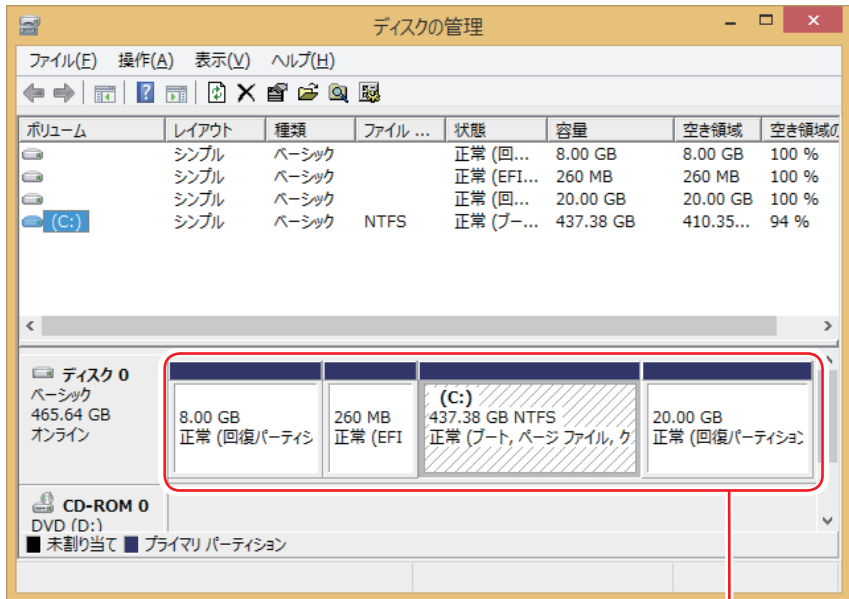 ディスクの管理
ファイル(F) 操作(A) 表示(V) ヘルプ(H)
ボリューム レイアウト 種類 ファイル ... 状態 容量 空き領域 空き領域の
シンプル ベーシック 正常 (回... 8.00 GB 8.00 GB 100 %
シンプル ベーシック 正常 (EFI... 260 MB 260 MB 100 %
シンプル ベーシック 正常 (回... 20.00 GB 20.00 GB 100 %
(C:) シンプル ベーシック NTFS 正常 (ブー... 437.38 GB 410.35... 94 %
ディスク 0
ベーシック
465.64 GB
オンライン
8.00 GB
正常 (回復パーティシ
260 MB
正常 (EFI
(C:)
437.38 GB NTFS
正常 (ブート, ページ ファイル, ク
20.00 GB
正常 (回復パーティション
CD-ROM 0
DVD (D:)
未割り当て プライマリ パーティション